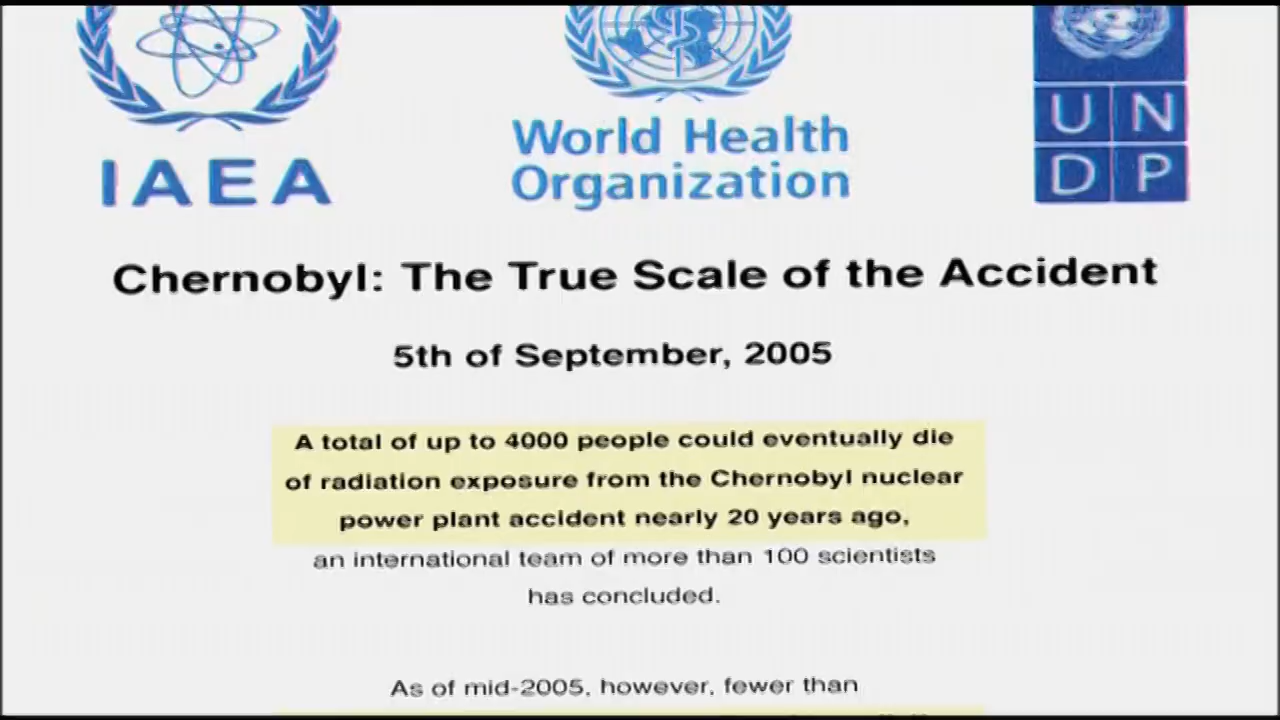 IAEA
World Health
Organization
UN
DP
Chernobyl: The True Scale of the Accident
5th of September, 2005
A total of up to 4000 people could eventually die
of radiation exposure from the Chernobyl nuclear
power plant accident nearly 20 years ago,
an international team of more than 100 scientists
has concluded.
As of mid-2005, however, fewer than